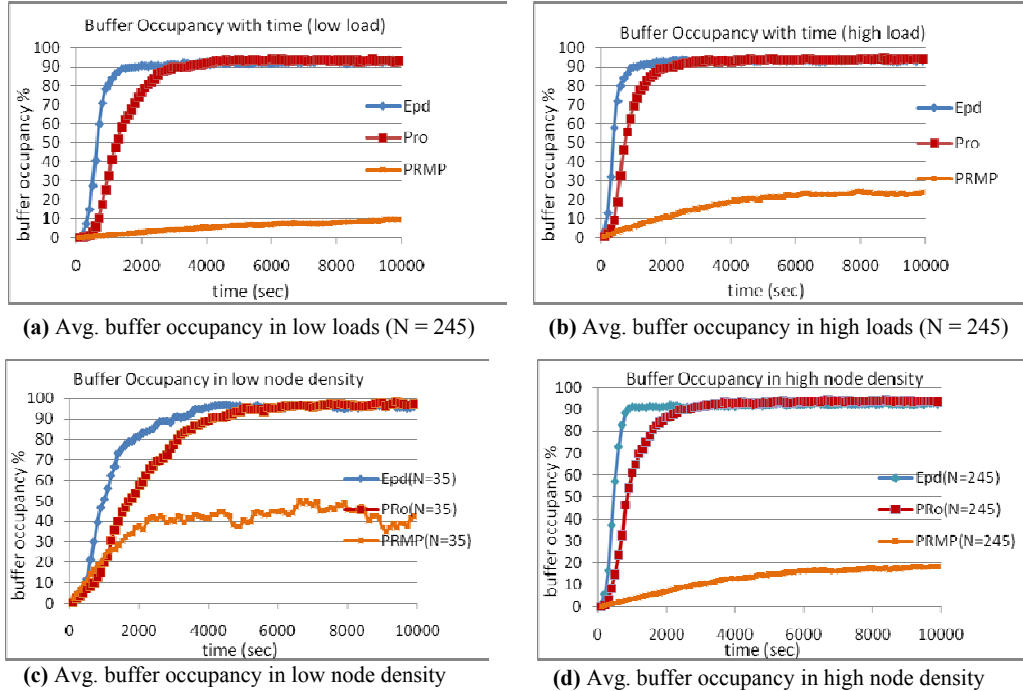 Buffer Occupancy with time (low load)
buffer occupancy %
100
90
80
70
60
50
40
30
20
10
0
Epd
Pro
PRMP
0 2000 4000 6000 8000 10000
time (sec)
(a) Avg. buffer occupancy in low loads (N = 245)
Buffer Occupancy with time (high load)
buffer occupancy %
100
90
80
70
60
50
40
30
20
10
0
Epd
Pro
PRMP
0 2000 4000 6000 8000 10000
time (sec)
(b) Avg. buffer occupancy in high loads (N = 245)
Buffer Occupancy in low node density
buffer occupancy %
100
90
80
70
60
50
40
30
20
10
0
Epd(N=35)
PRo(N=35)
PRMP(N=35)
0 2000 4000 6000 8000 10000
time (sec)
(c) Avg. buffer occupancy in low node density
Buffer Occupancy in high node density
buffer occupancy %
100
90
80
70
60
50
40
30
20
10
0
Epd(N=245)
PRo(N=245)
PRMP(N=245)
0 2000 4000 6000 8000 10000
time (sec)
(d) Avg. buffer occupancy in high node density